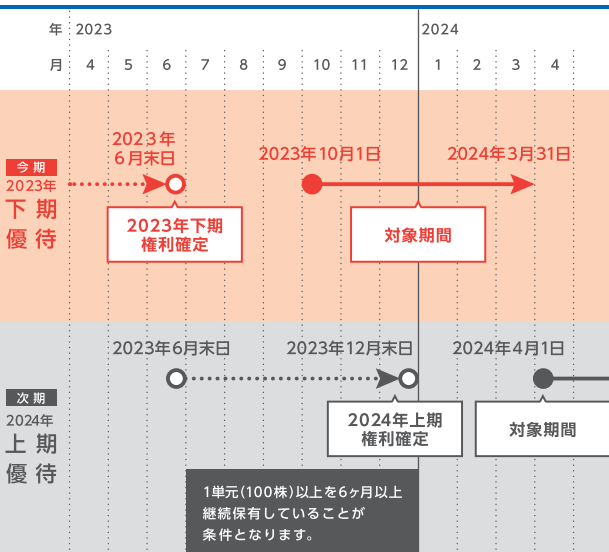 年 2023 2024
月 4 5 6 7 8 9 10 11 12 1 2 3 4
今期
2023年
下期
優待
2023年
6月末日
2023年下期
権利確定
2023年10月1日
2024年3月31日
対象期間
次期
2024年
上期
優待
2023年6月末日
2023年12月末日
2024年上期
権利確定
2024年4月1日
対象期間
1単元(100株)以上を6ヶ月以上
継続保有していることが
条件となります。